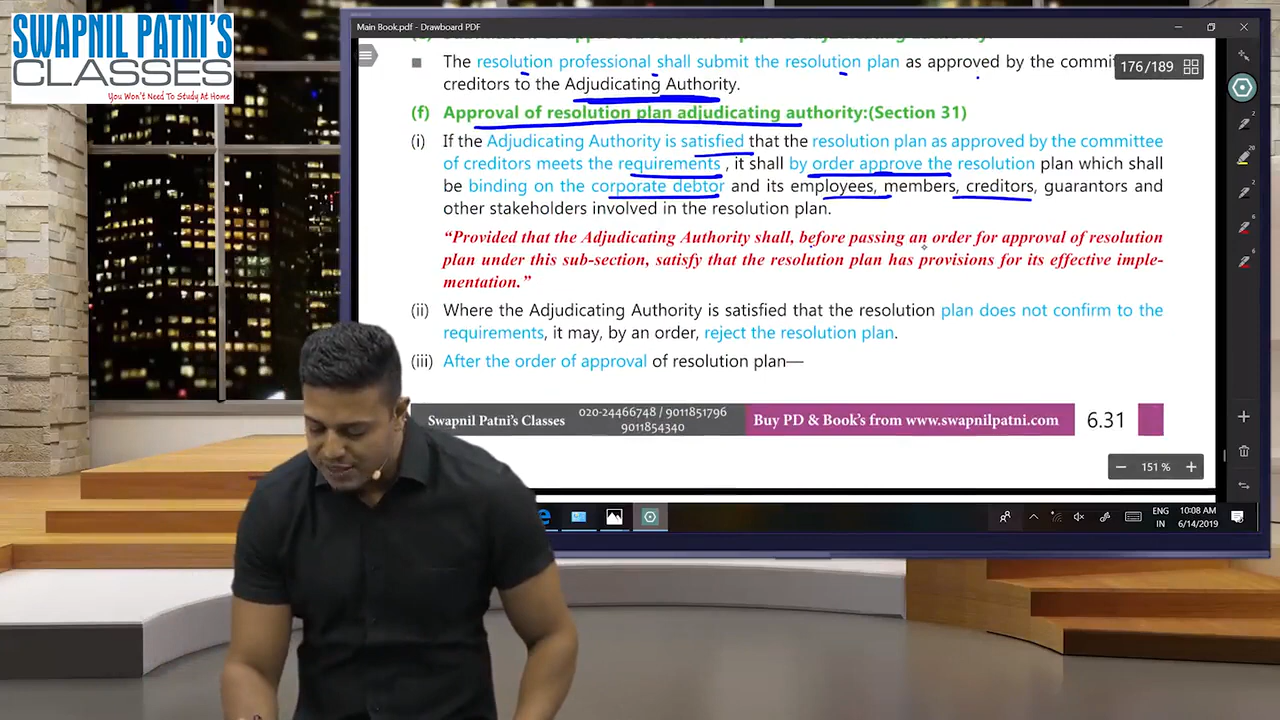 SWAPNIL PATNI'S
CLASSES
You Won't Need To Study At Home
Main Book.pdf - Drawboard PDF
176/189
■ The resolution professional shall submit the resolution plan as approved by the
creditors to the Adjudicating Authority.
(f) Approval of resolution plan adjudicating authority:(Section 31)
(i) If the Adjudicating Authority is satisfied that the resolution plan as approved by the committee
of creditors meets the requirements , it shall by order approve the resolution plan which shall
be binding on the corporate debtor and its employees, members, creditors, guarantors and
other stakeholders involved in the resolution plan.
“Provided that the Adjudicating Authority shall, before passing an order for approval of resolution
plan under this sub-section, satisfy that the resolution plan has provisions for its effective imple-
mentation.”
(ii) Where the Adjudicating Authority is satisfied that the resolution plan does not confirm to the
requirements, it may, by an order, reject the resolution plan.
(iii) After the order of approval of resolution plan—
Swapnil Patni's Classes
020-24466748 / 9011851796
9011854340
Buy PD & Book's from www.swapnilpatni.com
6.31
151 %
ENG
IN
10:08 AM
6/14/2019